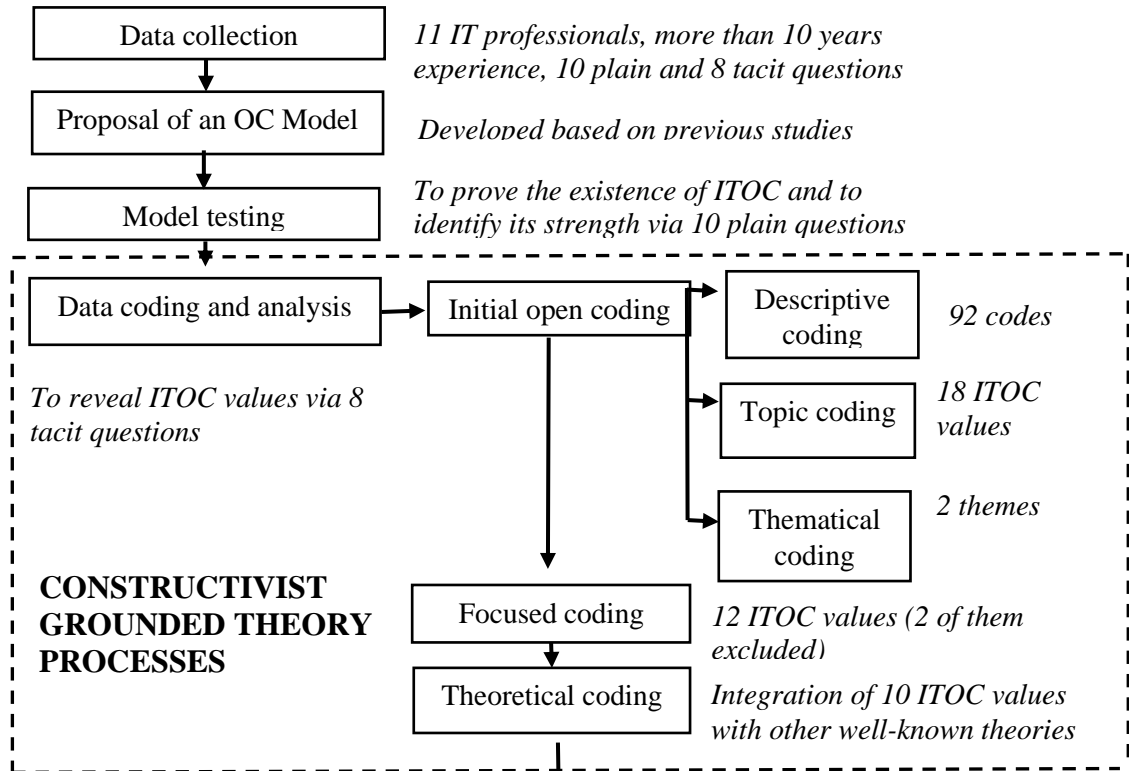 Data collection
11 IT professionals, more than 10 years
experience, 10 plain and 8 tacit questions
Proposal of an OC Model
Developed based on previous studies
Model testing
To prove the existence of ITOC and to
identify its strength via 10 plain questions
Data coding and analysis
Initial open coding
Descriptive
coding
92 codes
To reveal ITOC values via 8
tacit questions
Topic coding
18 ITOC
values
Thematical
coding
2 themes
CONSTRUCTIVIST
GROUNDED THEORY
PROCESSES
Focused coding
12 ITOC values (2 of them
excluded)
Theoretical coding
Integration of 10 ITOC values
with other well-known theories